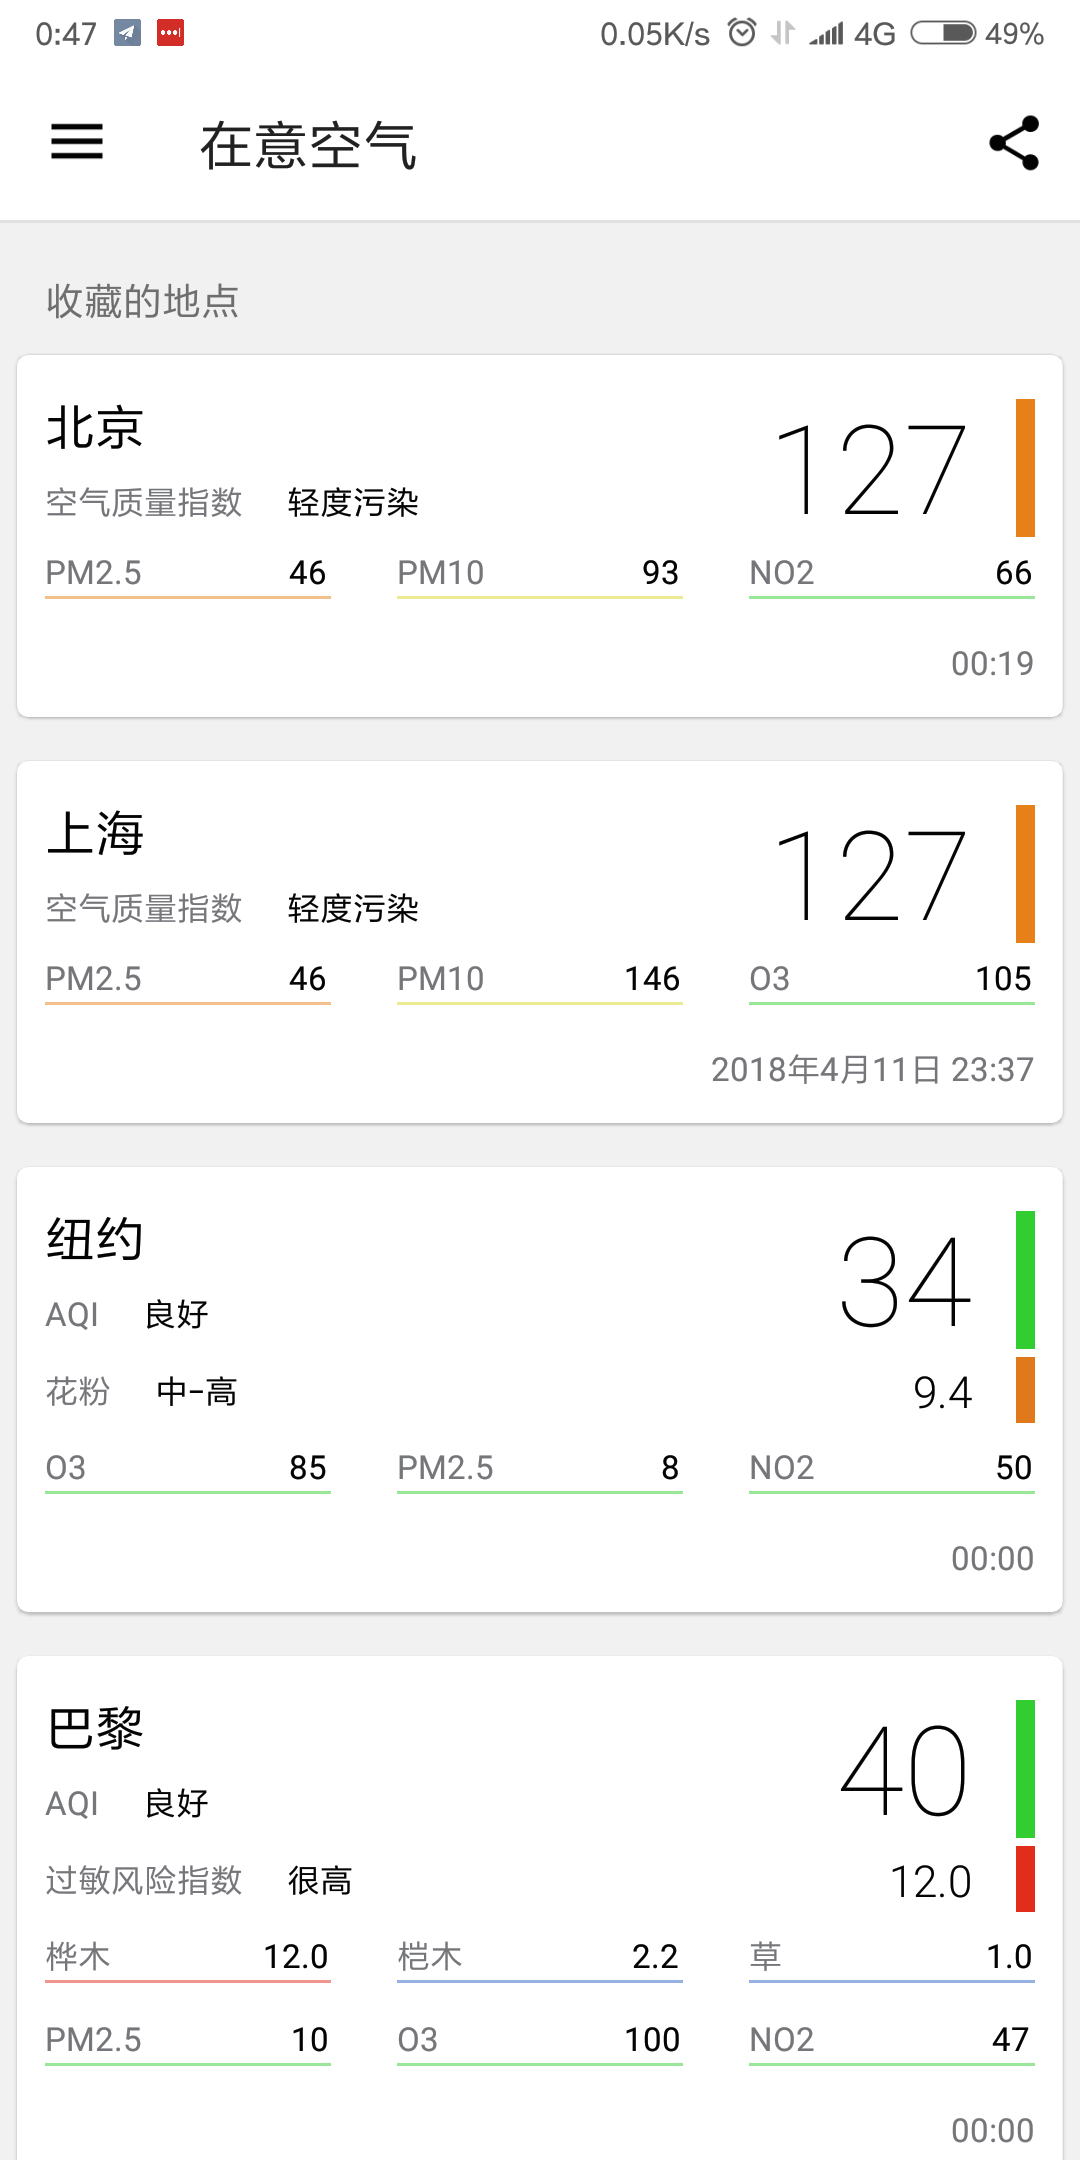 0:47 0.05K/s 4G 49%
在意空气
收藏的地点
北京
127
空气质量指数 轻度污染
PM2.5 46 PM10 93 NO2 66
00:19
上海
127
空气质量指数 轻度污染
PM2.5 46 PM10 146 O3 105
2018年4月11日 23:37
纽约
34
AQI 良好
花粉 中-高 9.4
O3 85 PM2.5 8 NO2 50
00:00
巴黎
40
AQI 良好
过敏风险指数 很高 12.0
桦木 12.0 桤木 2.2 草 1.0
PM2.5 10 O3 100 NO2 47
00:00